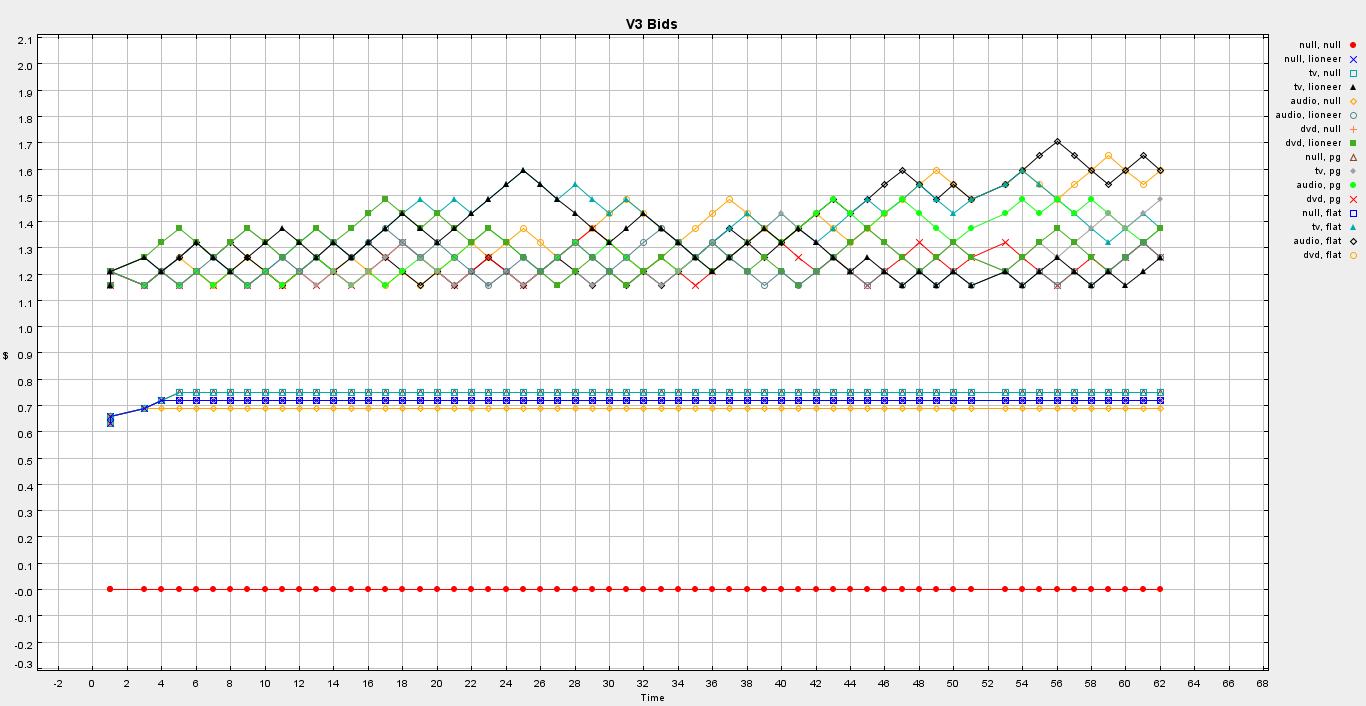 V3 Bids
2.1
2.0
1.9
1.8
1.7
1.6
1.5
1.4
1.3
1.2
1.1
1.0
$ 0.9
0.8
0.7
0.6
0.5
0.4
0.3
0.2
0.1
-0.0
-0.1
-0.2
-0.3
-2 0 2 4 6 8 10 12 14 16 18 20 22 24 26 28 30 32 34 36 38 40 42 44 46 48 50 52 54 56 58 60 62 64 66 68
Time
null, null
null, lioneer
tv, null
tv, lioneer
audio, null
audio, lioneer
dvd, null
dvd, lioneer
null, pg
tv, pg
audio, pg
dvd, pg
null, flat
tv, flat
audio, flat
dvd, flat